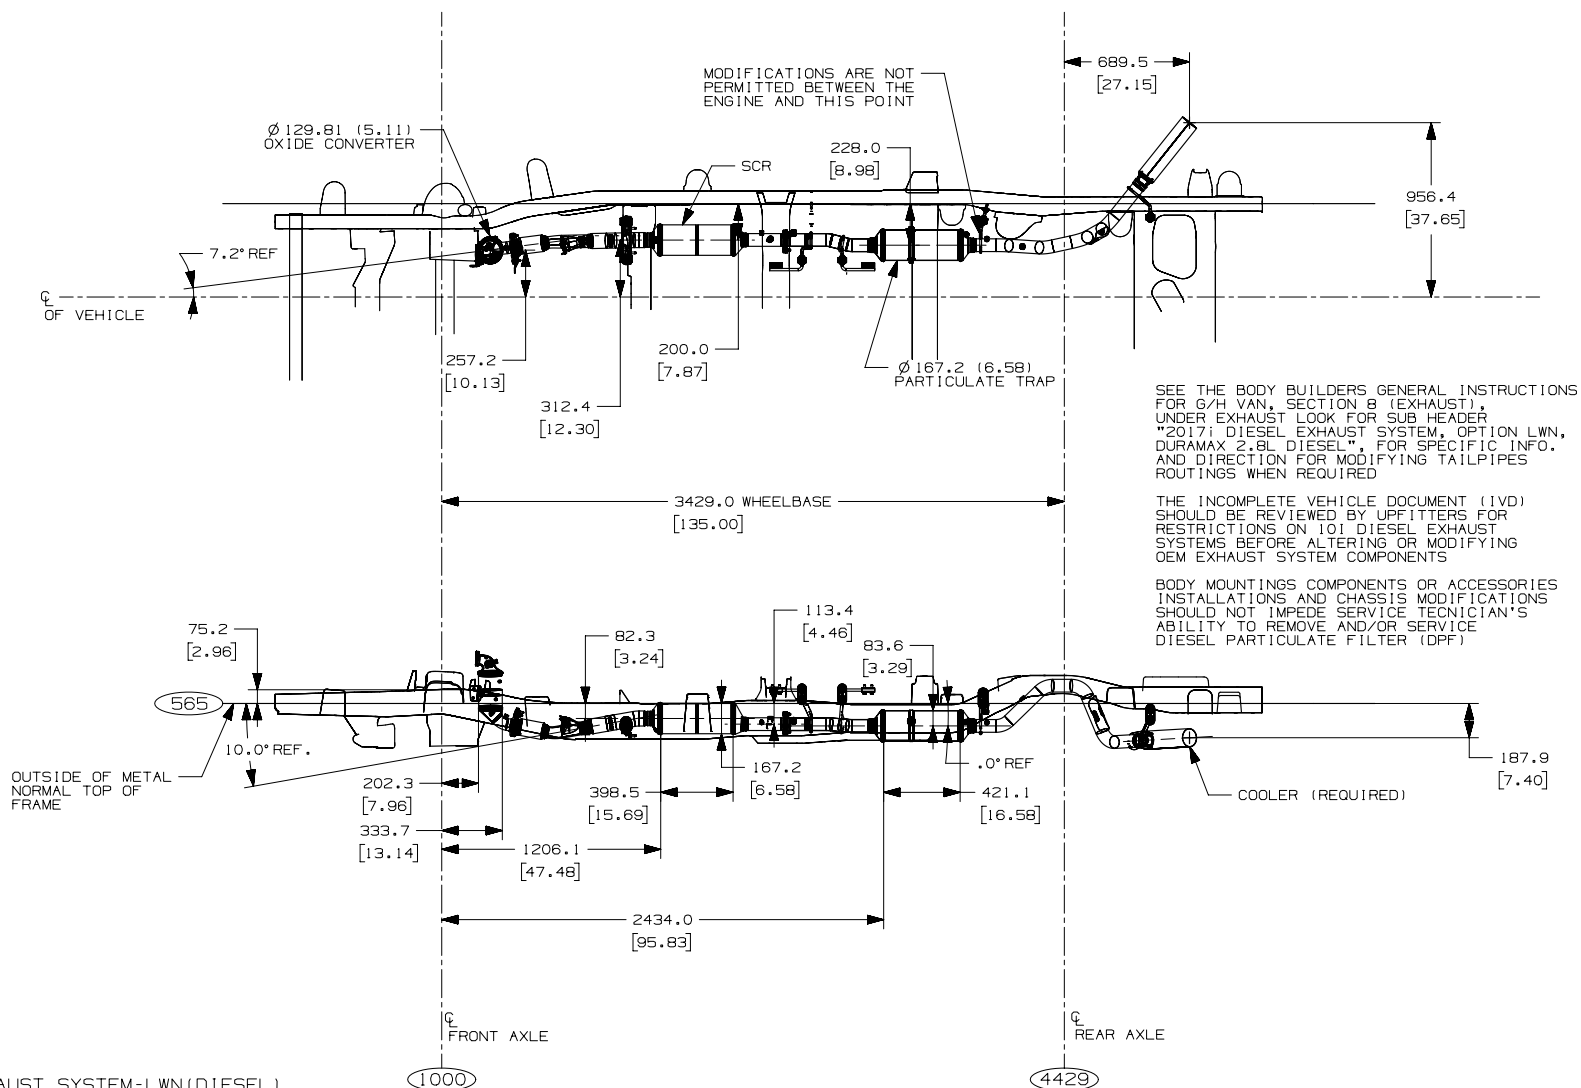 689.5
[27.15]
MODIFICATIONS ARE NOT
PERMITTED BETWEEN THE
ENGINE AND THIS POINT
Ø129.81 (5.11)
OXIDE CONVERTER
SCR
228.0
[8.98]
956.4
[37.65]
7.2° REF
℄
OF VEHICLE
257.2
[10.13]
200.0
[7.87]
Ø167.2 (6.58)
PARTICULATE TRAP
312.4
[12.30]
SEE THE BODY BUILDERS GENERAL INSTRUCTIONS
FOR G/H VAN, SECTION 8 (EXHAUST),
UNDER EXHAUST LOOK FOR SUB HEADER
"2017i DIESEL EXHAUST SYSTEM, OPTION LWN,
DURAMAX 2.8L DIESEL", FOR SPECIFIC INFO.
AND DIRECTION FOR MODIFYING TAILPIPES
ROUTINGS WHEN REQUIRED
3429.0 WHEELBASE
[135.00]
THE INCOMPLETE VEHICLE DOCUMENT (IVD)
SHOULD BE REVIEWED BY UPFITTERS FOR
RESTRICTIONS ON 10I DIESEL EXHAUST
SYSTEMS BEFORE ALTERING OR MODIFYING
OEM EXHAUST SYSTEM COMPONENTS
BODY MOUNTINGS COMPONENTS OR ACCESSORIES
INSTALLATIONS AND CHASSIS MODIFICATIONS
SHOULD NOT IMPEDE SERVICE TECNICIAN'S
ABILITY TO REMOVE AND/OR SERVICE
DIESEL PARTICULATE FILTER (DPF)
75.2
[2.96]
82.3
[3.24]
113.4
[4.46]
83.6
[3.29]
565
10.0° REF.
OUTSIDE OF METAL
NORMAL TOP OF
FRAME
202.3
[7.96]
398.5
[15.69]
167.2
[6.58]
.0° REF
421.1
[16.58]
187.9
[7.40]
COOLER (REQUIRED)
333.7
[13.14]
1206.1
[47.48]
2434.0
[95.83]
℄
FRONT AXLE
℄
REAR AXLE
AUST SYSTEM-LWN(DIESEL)
1000
4429